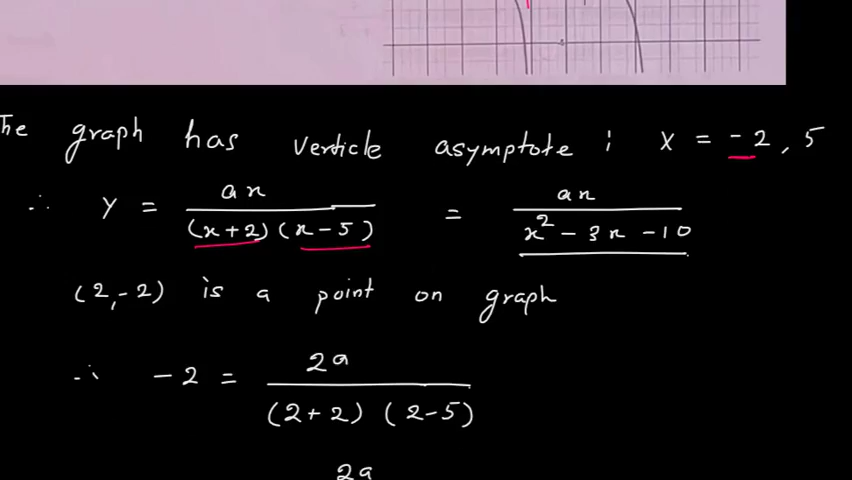 The graph has verticle asymptote : x = -2, 5
∴ y = ax / (x+2)(x-5) = ax / x² - 3x - 10
(2,-2) is a point on graph
∴ -2 = 2a / (2+2) (2-5)
2a